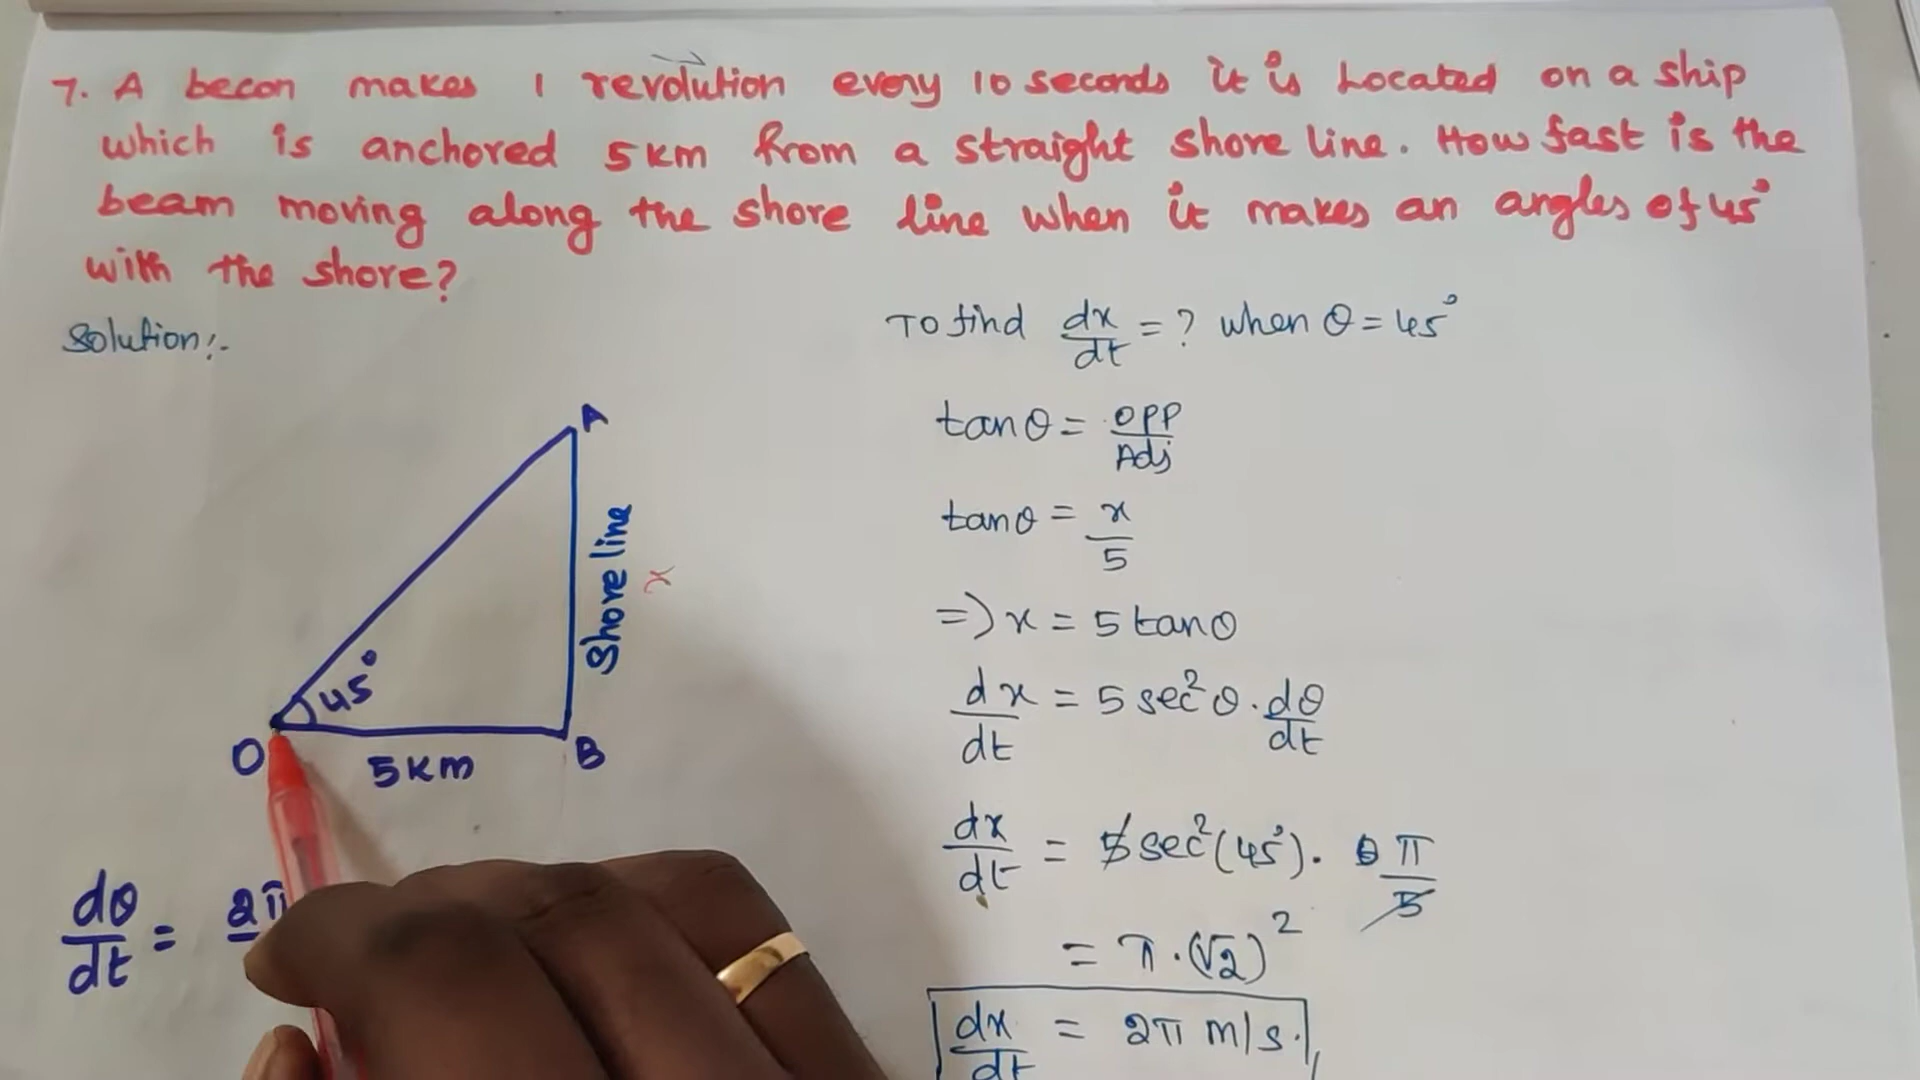 7. A becon makes 1 revolution every 10 seconds it is Located on a ship
which is anchored 5km from a straight shore line. How fast is the
beam moving along the shore line when it makes an angles of 45°
with the shore?
Solution:-
To find dx/dt = ? when θ = 45°
tanθ = opp/Adj
tanθ = x/5
=> x = 5 tanθ
dx/dt = 5 sec²θ . dθ/dt
dx/dt = 5 sec²(45°) . π/5
= π . (√2)²
dx/dt = 2π m/s.
A
Shore line
x
45°
O
5km
B
dθ/dt = 2π